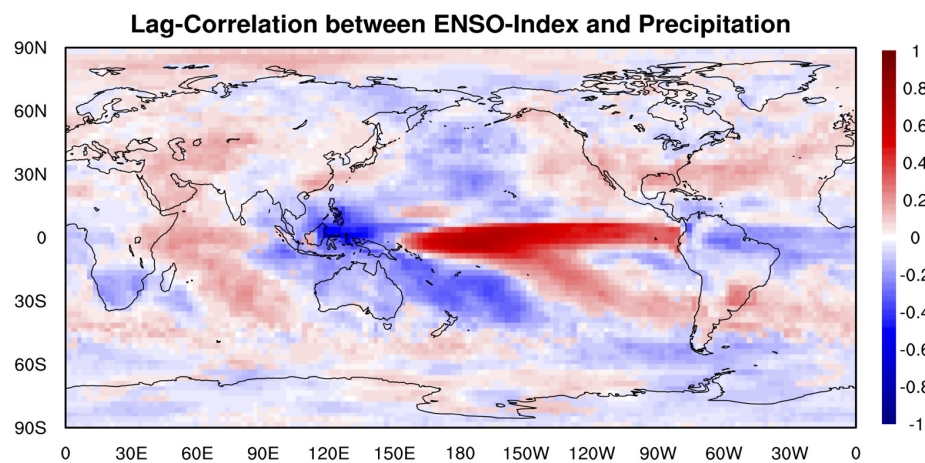 Lag-Correlation between ENSO-Index and Precipitation
90N
60N
30N
0
30S
60S
90S
0 30E 60E 90E 120E 150E 180 150W 120W 90W 60W 30W 0
1
0.8
0.6
0.4
0.2
0
-0.2
-0.4
-0.6
-0.8
-1